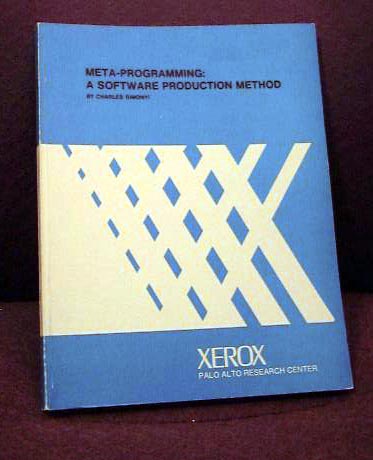 META-PROGRAMMING:
A SOFTWARE PRODUCTION METHOD
BY CHARLES SIMONYI
XEROX
PALO ALTO RESEARCH CENTER